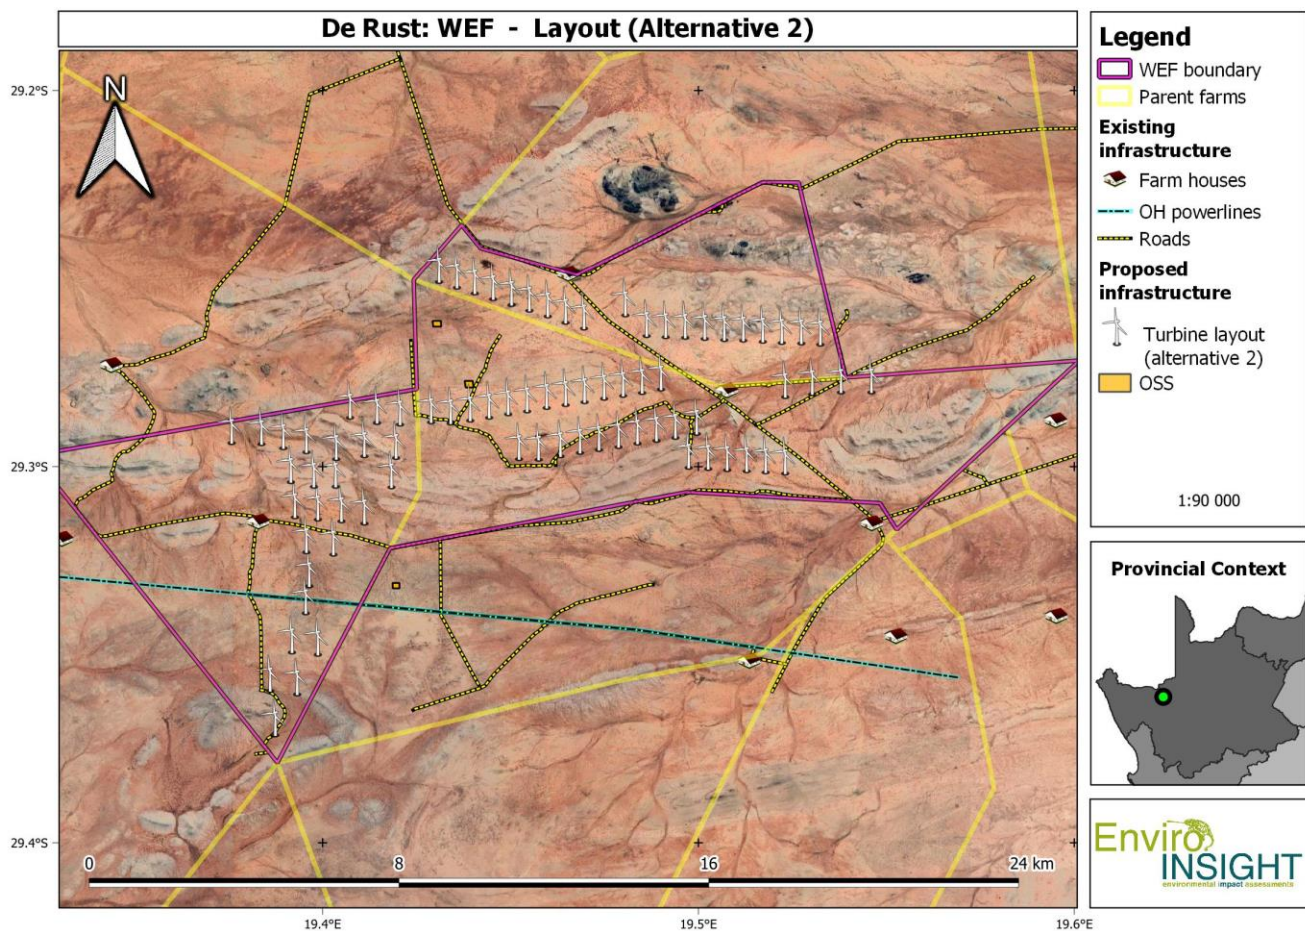 De Rust: WEF - Layout (Alternative 2)
N
29.2°S
29.3°S
29.4°S
0 8 16 24 km
19.4°E 19.5°E 19.6°E
Legend
WEF boundary
Parent farms
Existing
infrastructure
Farm houses
OH powerlines
Roads
Proposed
infrastructure
Turbine layout
(alternative 2)
OSS
1:90 000
Provincial Context
Enviro
INSIGHT
environmental impact assessments